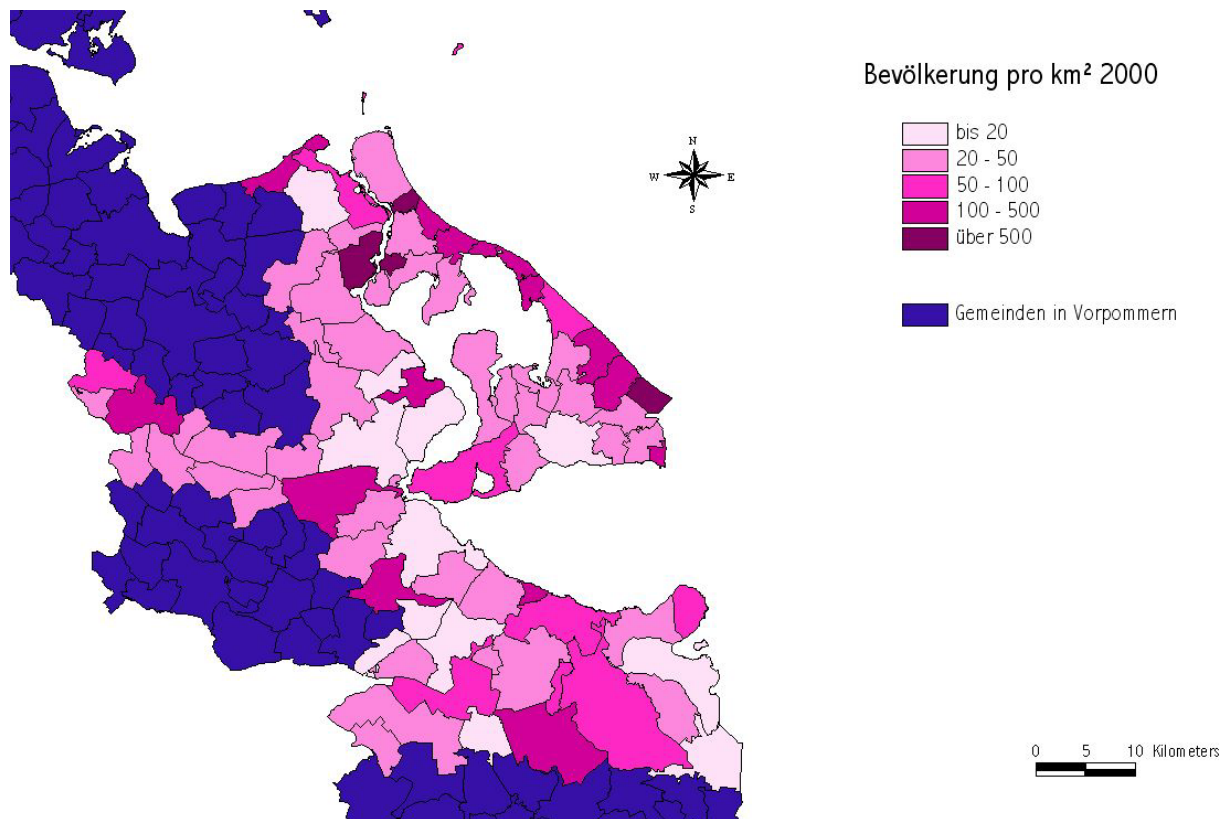 Bevölkerung pro km² 2000
N
W E
S
bis 20
20 - 50
50 - 100
100 - 500
über 500
Gemeinden in Vorpommern
0 5 10 Kilometers